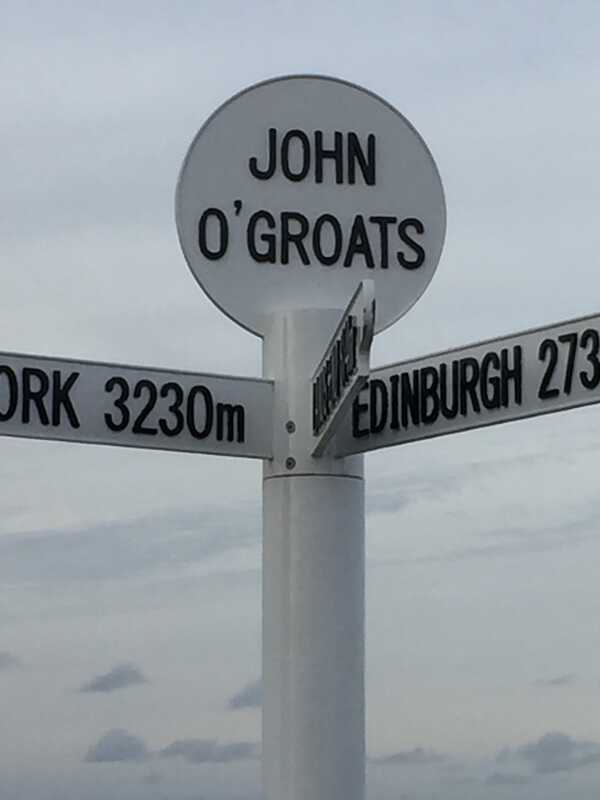 JOHN
O'GROATS
ORK 3230m
EDINBURGH 273